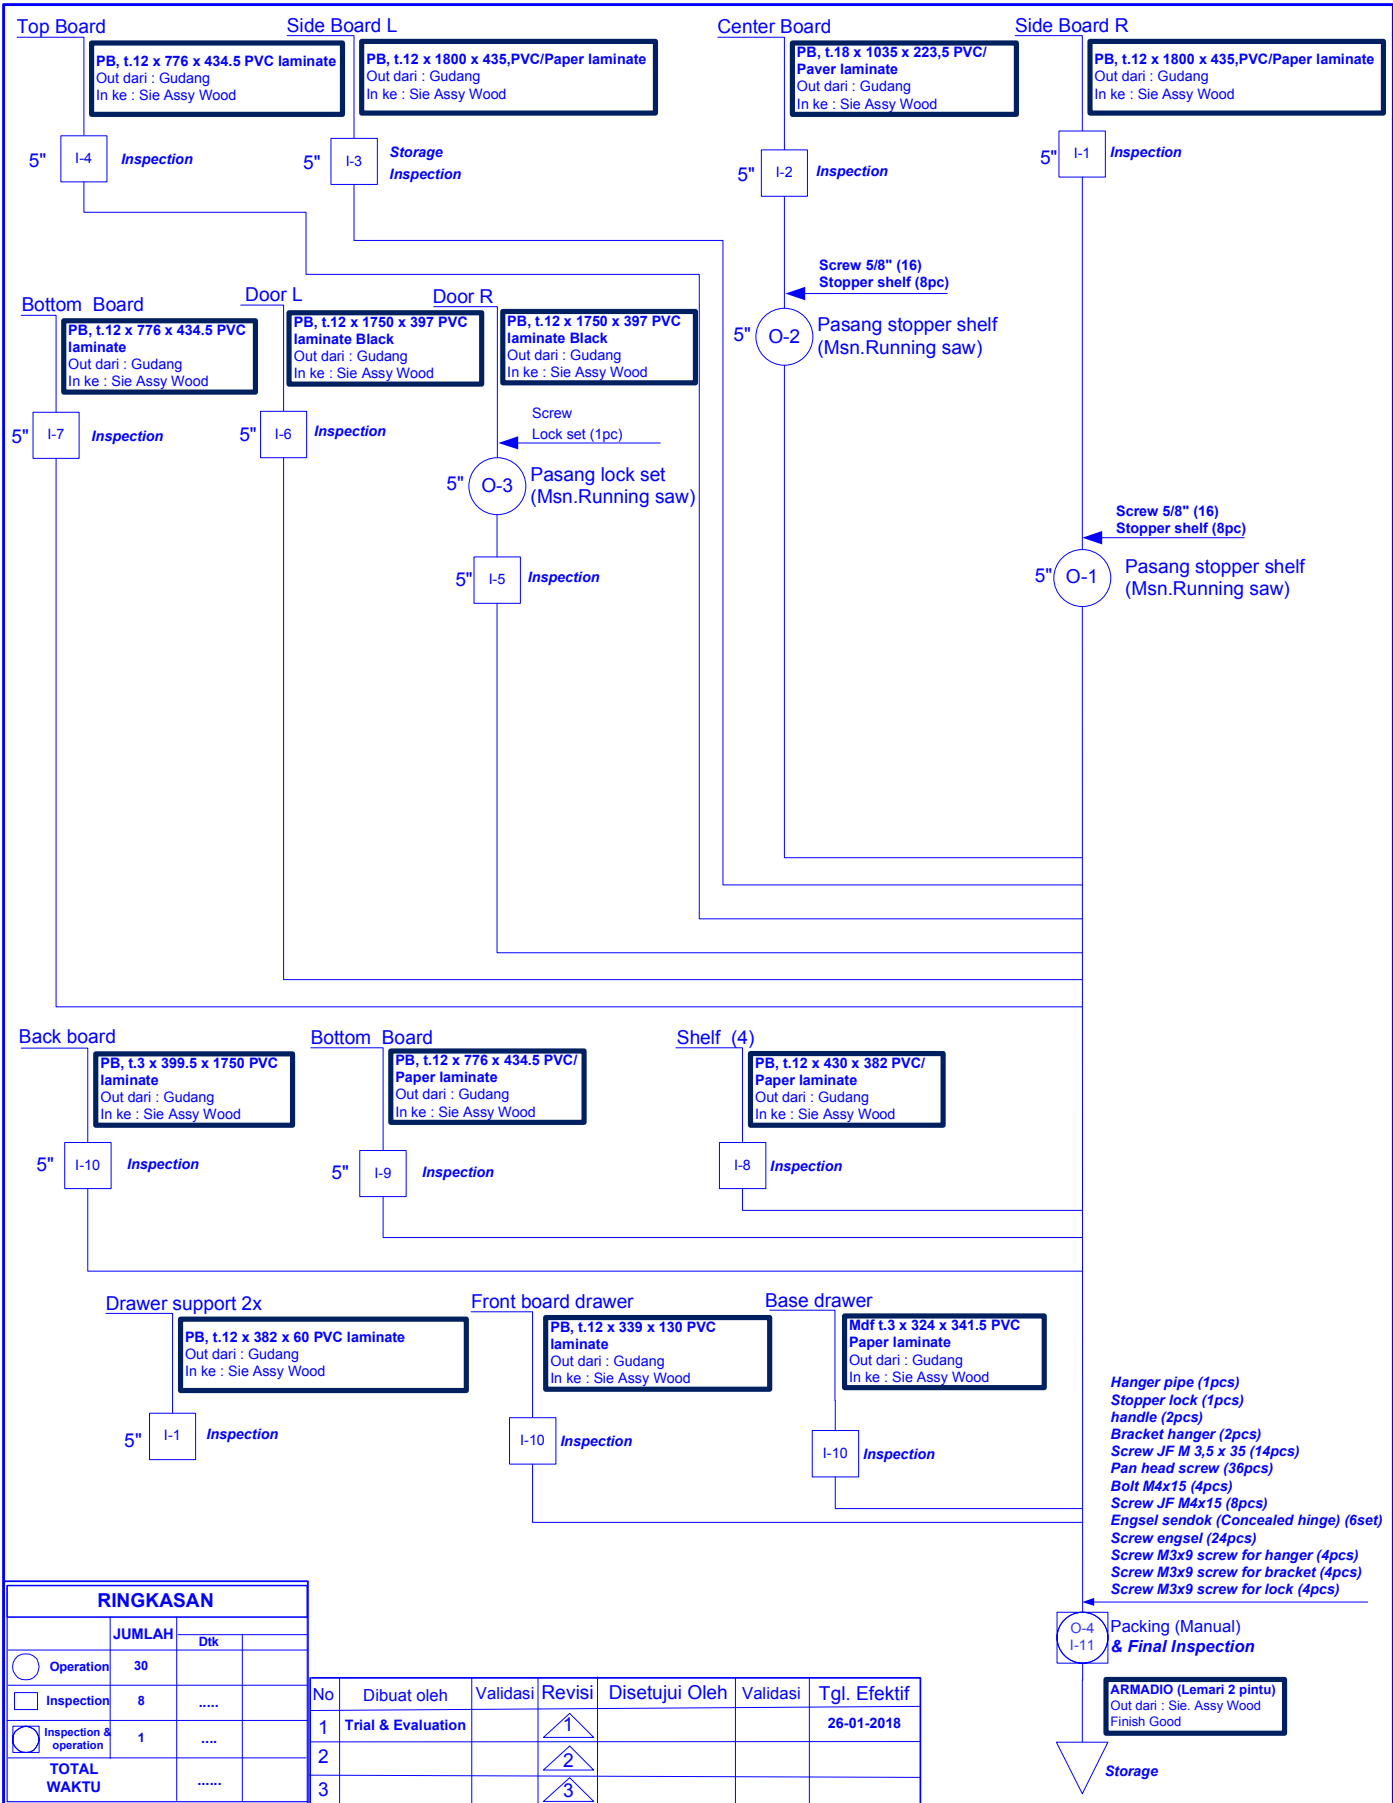 Top Board
PB, t.12 x 776 x 434.5 PVC laminate
Out dari : Gudang
In ke : Sie Assy Wood
5"
I-4
Inspection
Side Board L
PB, t.12 x 1800 x 435,PVC/Paper laminate
Out dari : Gudang
In ke : Sie Assy Wood
5"
I-3
Storage
Inspection
Center Board
PB, t.18 x 1035 x 223,5 PVC/
Paver laminate
Out dari : Gudang
In ke : Sie Assy Wood
5"
I-2
Inspection
Screw 5/8" (16)
Stopper shelf (8pc)
5"
O-2
Pasang stopper shelf
(Msn.Running saw)
Side Board R
PB, t.12 x 1800 x 435,PVC/Paper laminate
Out dari : Gudang
In ke : Sie Assy Wood
5"
I-1
Inspection
Screw 5/8" (16)
Stopper shelf (8pc)
5"
O-1
Pasang stopper shelf
(Msn.Running saw)
Bottom  Board
PB, t.12 x 776 x 434.5 PVC
laminate
Out dari : Gudang
In ke : Sie Assy Wood
5"
I-7
Inspection
Door L
PB, t.12 x 1750 x 397 PVC
laminate Black
Out dari : Gudang
In ke : Sie Assy Wood
5"
I-6
Inspection
Door R
PB, t.12 x 1750 x 397 PVC
laminate Black
Out dari : Gudang
In ke : Sie Assy Wood
Screw
Lock set (1pc)
5"
O-3
Pasang lock set
(Msn.Running saw)
5"
I-5
Inspection
Back board
PB, t.3 x 399.5 x 1750 PVC
laminate
Out dari : Gudang
In ke : Sie Assy Wood
5"
I-10
Inspection
Bottom  Board
PB, t.12 x 776 x 434.5 PVC/
Paper laminate
Out dari : Gudang
In ke : Sie Assy Wood
5"
I-9
Inspection
Shelf  (4)
PB, t.12 x 430 x 382 PVC/
Paper laminate
Out dari : Gudang
In ke : Sie Assy Wood
I-8
Inspection
Drawer support 2x
PB, t.12 x 382 x 60 PVC laminate
Out dari : Gudang
In ke : Sie Assy Wood
5"
I-1
Inspection
Front board drawer
PB, t.12 x 339 x 130 PVC
laminate
Out dari : Gudang
In ke : Sie Assy Wood
I-10
Inspection
Base drawer
Mdf t.3 x 324 x 341.5 PVC
Paper laminate
Out dari : Gudang
In ke : Sie Assy Wood
I-10
Inspection
Hanger pipe (1pcs)
Stopper lock (1pcs)
handle (2pcs)
Bracket hanger (2pcs)
Screw JF M 3,5 x 35 (14pcs)
Pan head screw (36pcs)
Bolt M4x15 (4pcs)
Screw JF M4x15 (8pcs)
Engsel sendok (Concealed hinge) (6set)
Screw engsel (24pcs)
Screw M3x9 screw for hanger (4pcs)
Screw M3x9 screw for bracket (4pcs)
Screw M3x9 screw for lock (4pcs)
O-4
I-11
Packing (Manual)
& Final Inspection
ARMADIO (Lemari 2 pintu)
Out dari : Sie. Assy Wood
Finish Good
Storage
RINGKASAN
JUMLAH Dtk
Operation 30
Inspection 8 .....
Inspection &
operation 1 ....
TOTAL
WAKTU ......
No Dibuat oleh Validasi Revisi Disetujui Oleh Validasi Tgl. Efektif
1 Trial & Evaluation 1 26-01-2018
2 2
3 3